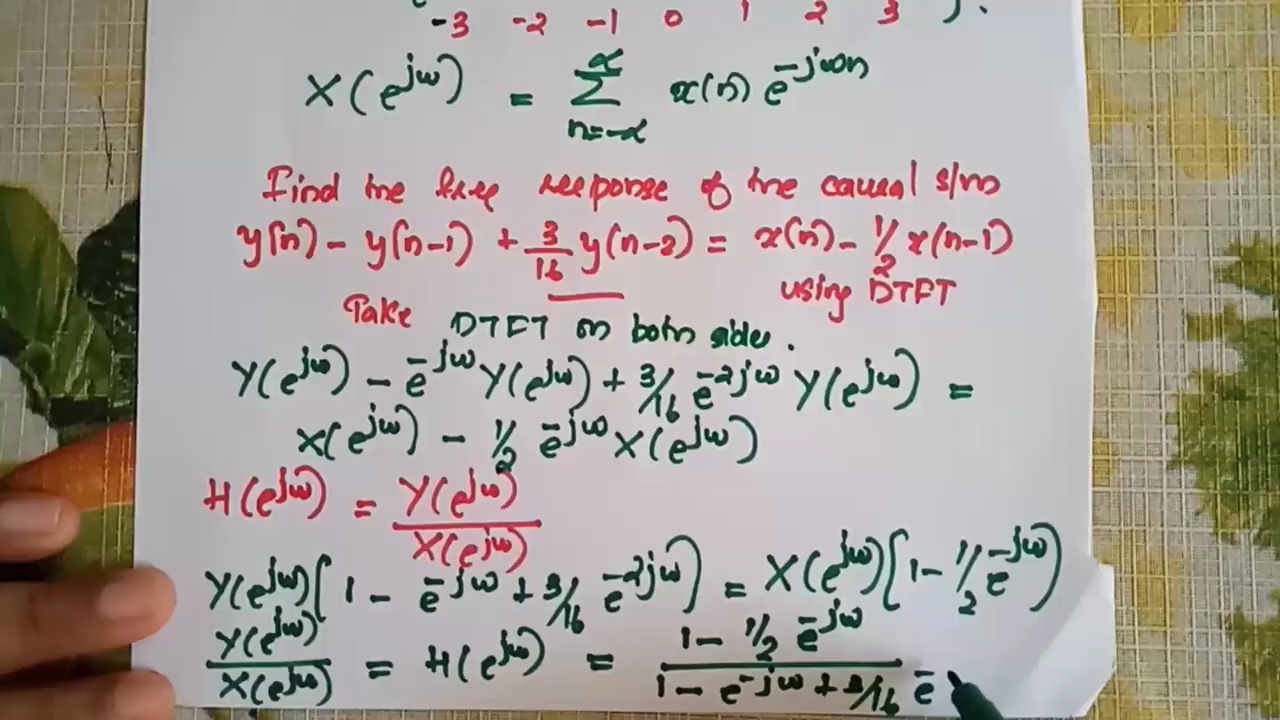 -3 -2 -1 0 1 2 3 }.
X(e^jω) = Σ_{n=-∝}^{∝} x(n) e^-jωn
Find the freq response of the causal s/m
y(n) - y(n-1) + 3/16 y(n-2) = x(n) - 1/2 x(n-1)
using DTFT
Take DTFT on both sides.
Y(e^jω) - e^-jω Y(e^jω) + 3/16 e^-2jω Y(e^jω) =
X(e^jω) - 1/2 e^-jω X(e^jω)
H(e^jω) = Y(e^jω) / X(e^jω)
Y(e^jω)[1 - e^-jω + 3/16 e^-2jω] = X(e^jω)[1 - 1/2 e^-jω]
Y(e^jω) / X(e^jω) = H(e^jω) = 1 - 1/2 e^-jω / 1 - e^-jω + 3/16 e^-